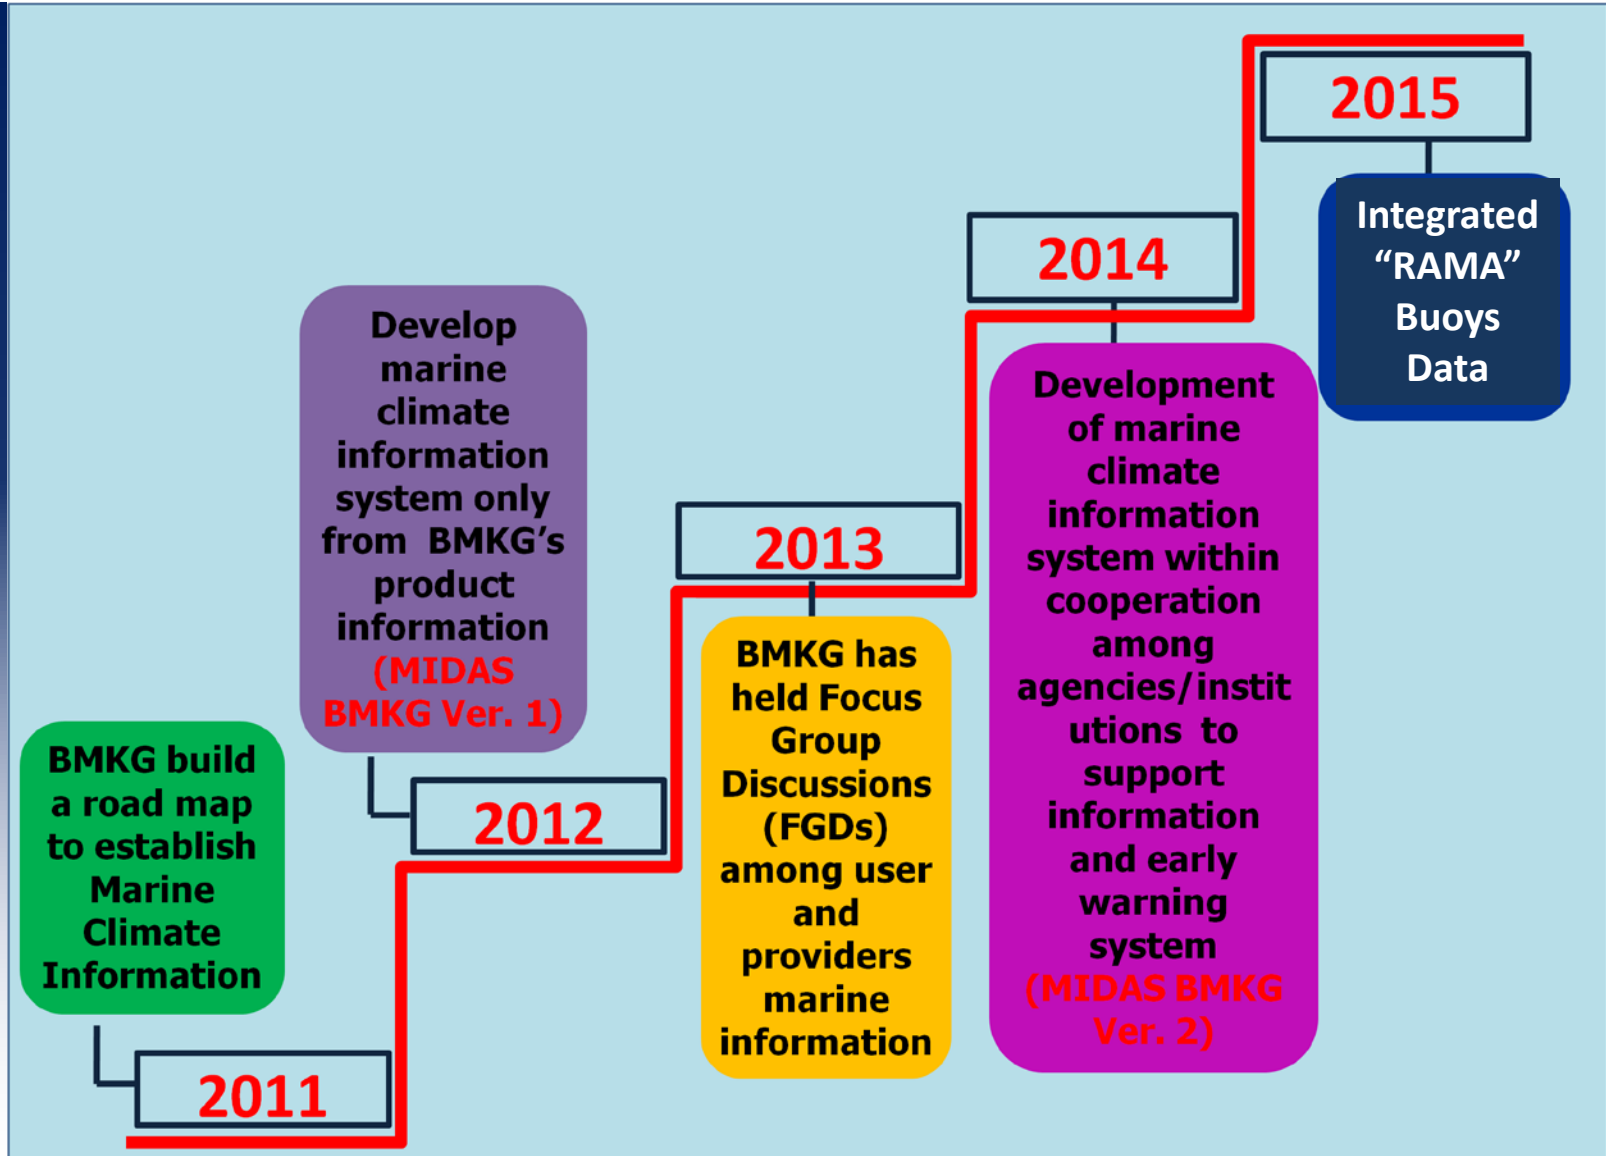 BMKG build
a road map
to establish
Marine
Climate
Information
2011
Develop
marine
climate
information
system only
from BMKG’s
product
information
(MIDAS
BMKG Ver. 1)
2012
2013
BMKG has
held Focus
Group
Discussions
(FGDs)
among user
and
providers
marine
information
2014
Development
of marine
climate
information
system within
cooperation
among
agencies/instit
utions to
support
information
and early
warning
system
(MIDAS BMKG
Ver. 2)
2015
Integrated
“RAMA”
Buoys
Data